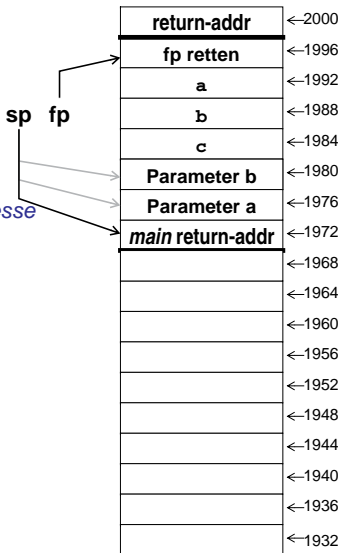 return-addr ←2000
fp retten ←1996
a ←1992
b ←1988
sp fp
c ←1984
Parameter b ←1980
Parameter a ←1976
esse
main return-addr ←1972
←1968
←1964
←1960
←1956
←1952
←1948
←1944
←1940
←1936
←1932